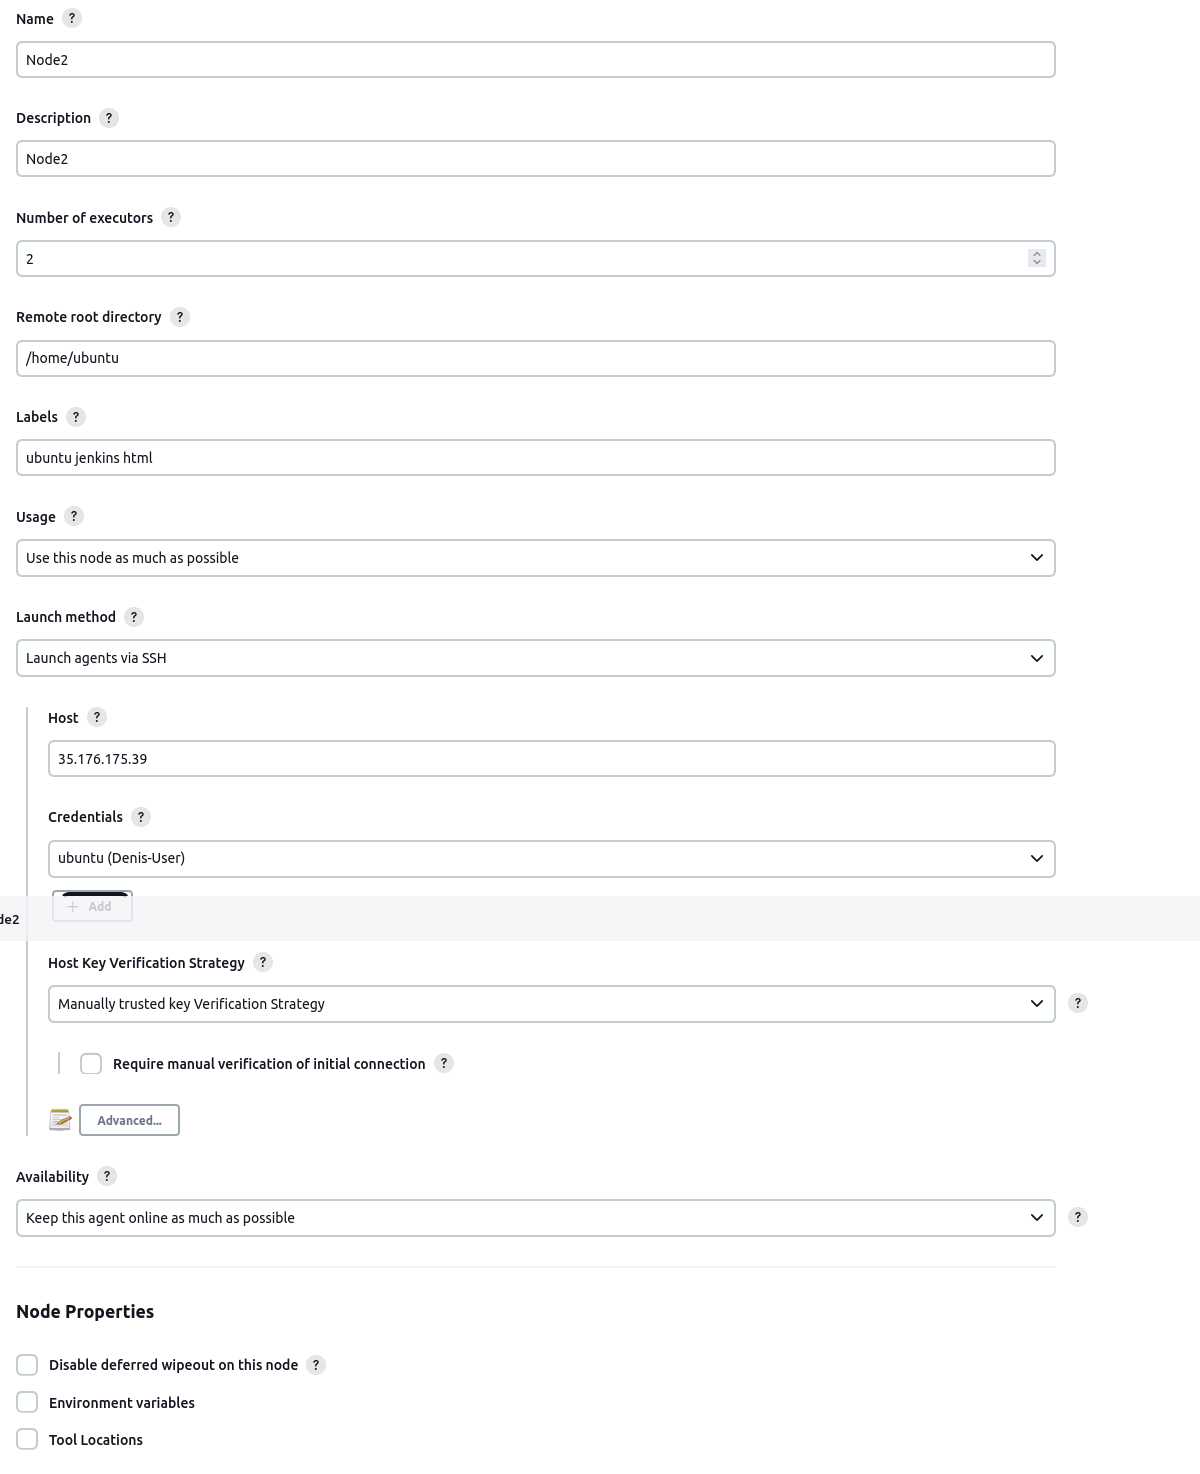 Name ?
Node2
Description ?
Node2
Number of executors ?
2
Remote root directory ?
/home/ubuntu
Labels ?
ubuntu jenkins html
Usage ?
Use this node as much as possible
Launch method ?
Launch agents via SSH
Host ?
35.176.175.39
Credentials ?
ubuntu (Denis-User)
+ Add
de2
Host Key Verification Strategy ?
Manually trusted key Verification Strategy ?
Require manual verification of initial connection ?
Advanced...
Availability ?
Keep this agent online as much as possible ?
Node Properties
Disable deferred wipeout on this node ?
Environment variables
Tool Locations